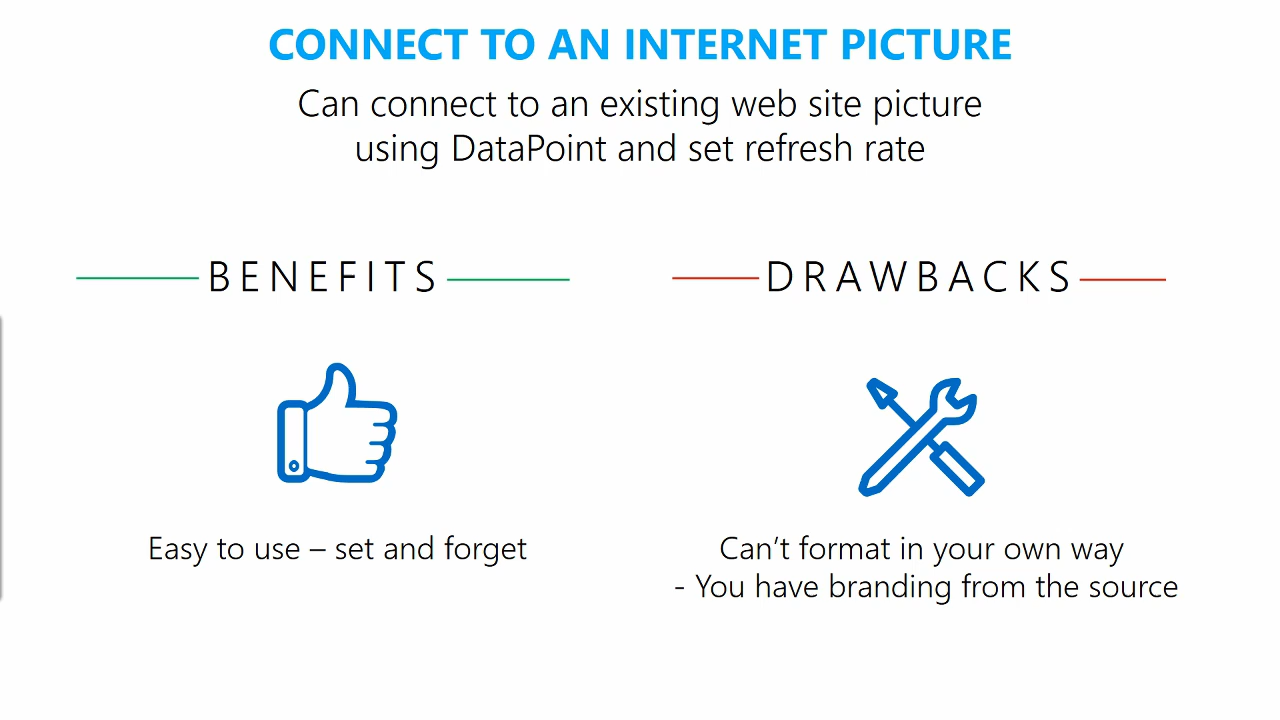 CONNECT TO AN INTERNET PICTURE
Can connect to an existing web site picture
using DataPoint and set refresh rate
BENEFITS
Easy to use – set and forget
DRAWBACKS
Can’t format in your own way
- You have branding from the source